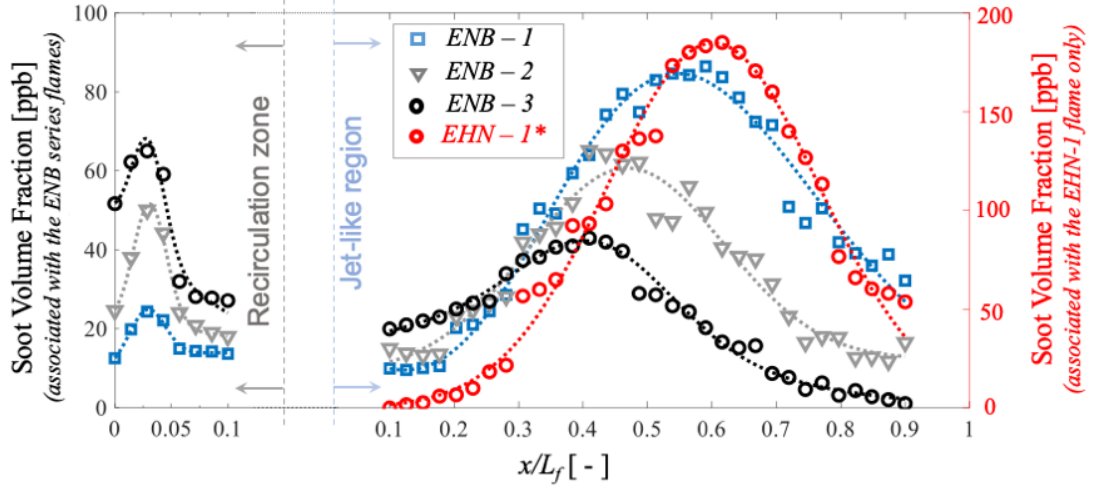 Soot Volume Fraction [ppb]
(associated with the ENB series flames)
100
80
60
40
20
0
Recirculation zone
Jet-like region
ENB – 1
ENB – 2
ENB – 3
EHN – 1*
200
150
100
50
0
Soot Volume Fraction [ppb]
(associated with the EHN-1 flame only)
0 0.05 0.1 0.1 0.2 0.3 0.4 0.5 0.6 0.7 0.8 0.9 1
x/Lf [ - ]